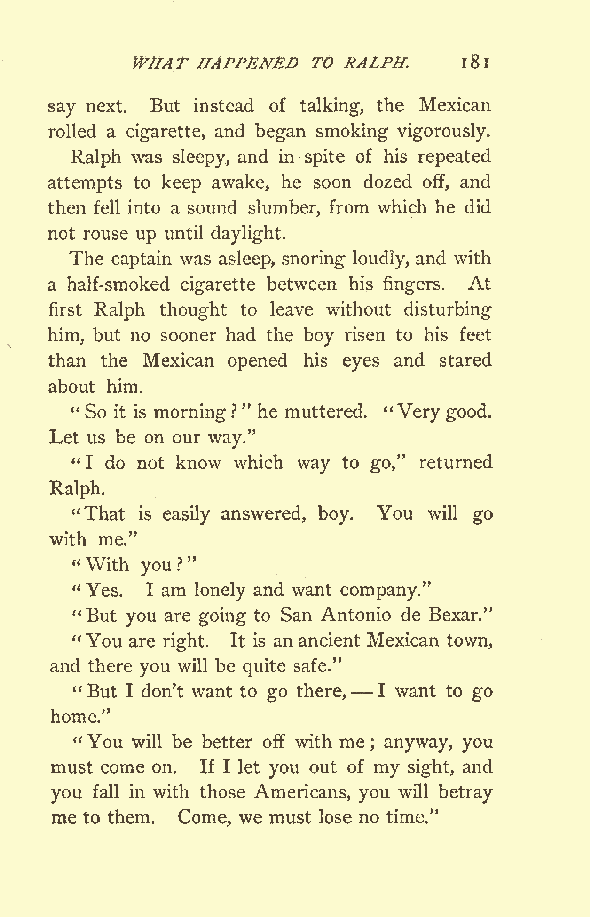 WHAT HAPPENED TO RALPH. 181
say next. But instead of talking, the Mexican
rolled a cigarette, and began smoking vigorously.
Ralph was sleepy, and in spite of his repeated
attempts to keep awake, he soon dozed off, and
then fell into a sound slumber, from which he did
not rouse up until daylight.
The captain was asleep, snoring loudly, and with
a half-smoked cigarette between his fingers. At
first Ralph thought to leave without disturbing
him, but no sooner had the boy risen to his feet
than the Mexican opened his eyes and stared
about him.
"So it is morning?" he muttered. "Very good.
Let us be on our way."
"I do not know which way to go," returned
Ralph.
"That is easily answered, boy. You will go
with me."
"With you?"
"Yes. I am lonely and want company."
"But you are going to San Antonio de Bexar."
"You are right. It is an ancient Mexican town,
and there you will be quite safe."
"But I don't want to go there,—I want to go
home."
"You will be better off with me; anyway, you
must come on. If I let you out of my sight, and
you fall in with those Americans, you will betray
me to them. Come, we must lose no time."